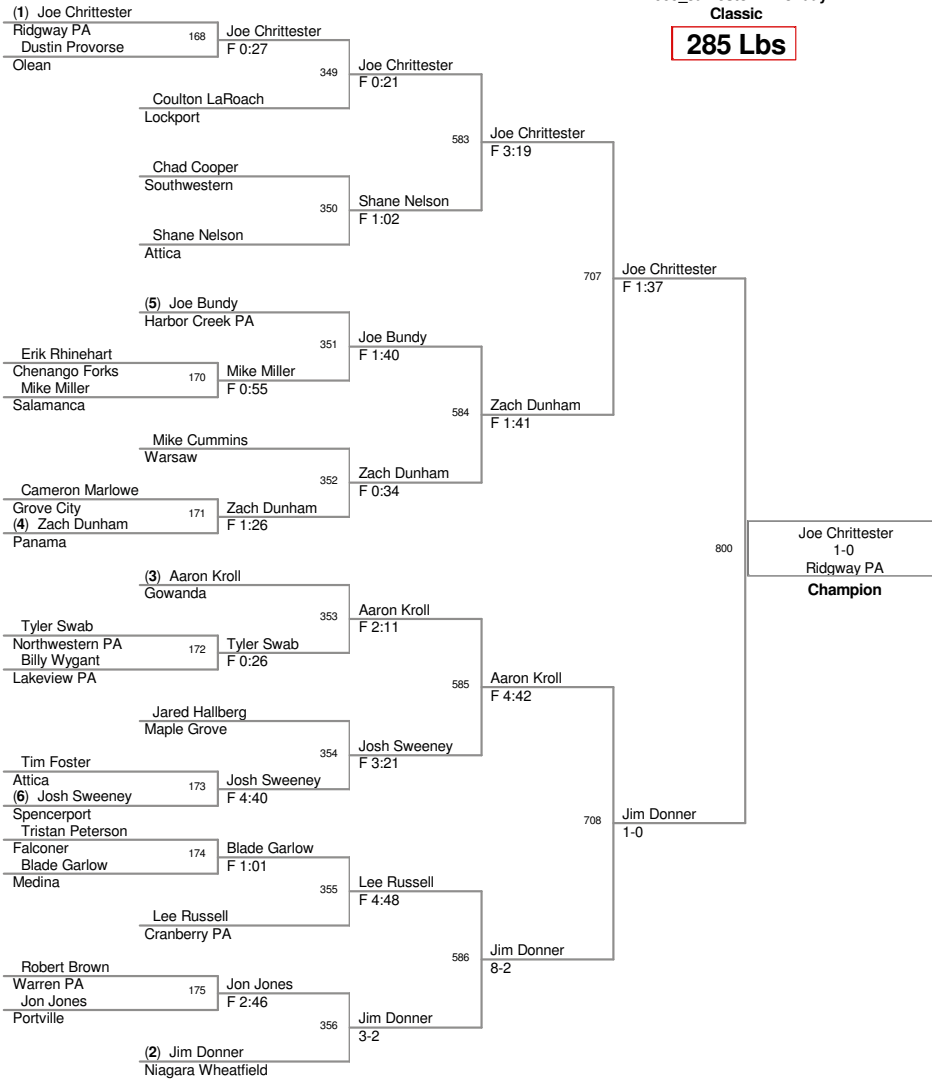 Classic
285 Lbs
(1) Joe Chrittester
Ridgway PA
168
Joe Chrittester
F 0:27
Dustin Provorse
Olean
349
Joe Chrittester
F 0:21
Coulton LaRoach
Lockport
583
Joe Chrittester
F 3:19
Chad Cooper
Southwestern
350
Shane Nelson
F 1:02
Shane Nelson
Attica
707
Joe Chrittester
F 1:37
(5) Joe Bundy
Harbor Creek PA
351
Joe Bundy
F 1:40
Erik Rhinehart
Chenango Forks
170
Mike Miller
F 0:55
Mike Miller
Salamanca
584
Zach Dunham
F 1:41
Mike Cummins
Warsaw
352
Zach Dunham
F 0:34
Cameron Marlowe
Grove City
171
Zach Dunham
F 1:26
(4) Zach Dunham
Panama
800
Joe Chrittester
1-0
Ridgway PA
Champion
(3) Aaron Kroll
Gowanda
353
Aaron Kroll
F 2:11
Tyler Swab
Northwestern PA
172
Tyler Swab
F 0:26
Billy Wygant
Lakeview PA
585
Aaron Kroll
F 4:42
Jared Hallberg
Maple Grove
354
Josh Sweeney
F 3:21
Tim Foster
Attica
173
Josh Sweeney
F 4:40
(6) Josh Sweeney
Spencerport
708
Jim Donner
1-0
Tristan Peterson
Falconer
174
Blade Garlow
F 1:01
Blade Garlow
Medina
355
Lee Russell
F 4:48
Lee Russell
Cranberry PA
586
Jim Donner
8-2
Robert Brown
Warren PA
175
Jon Jones
F 2:46
Jon Jones
Portville
356
Jim Donner
3-2
(2) Jim Donner
Niagara Wheatfield